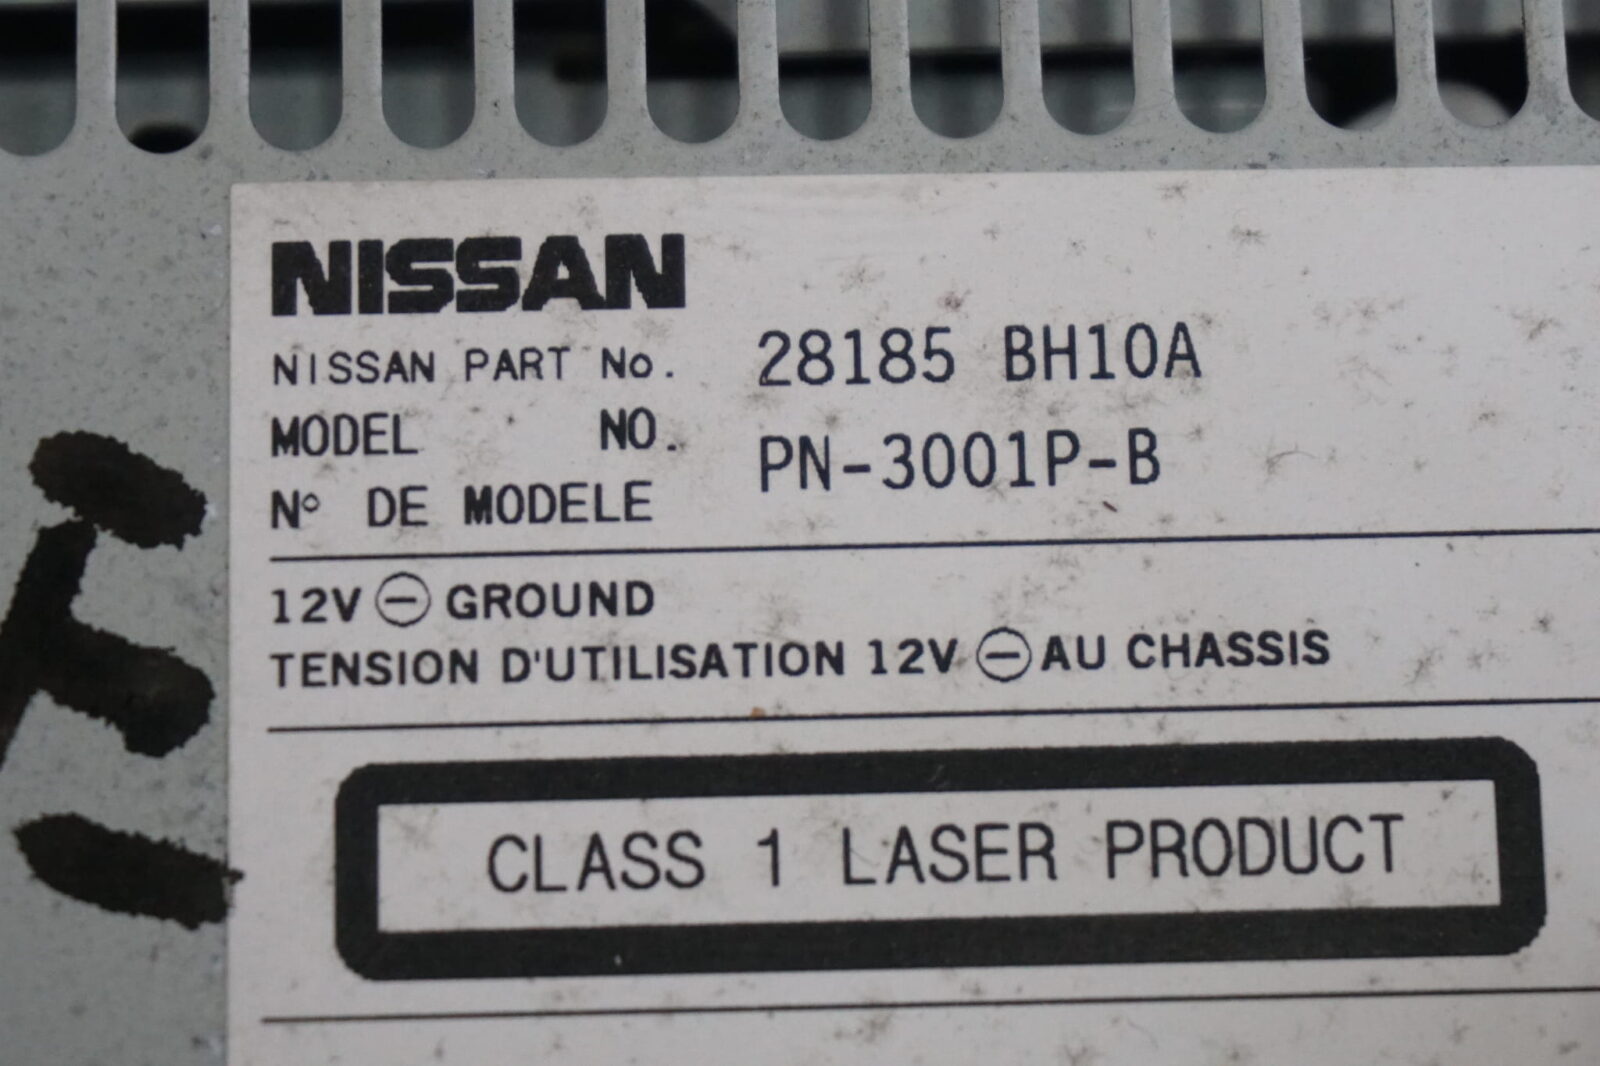 NISSAN
NISSAN PART No. 28185 BH10A
MODEL NO. PN-3001P-B
Nº DE MODELE
12V ⊖ GROUND
TENSION D'UTILISATION 12V ⊖ AU CHASSIS
CLASS 1 LASER PRODUCT